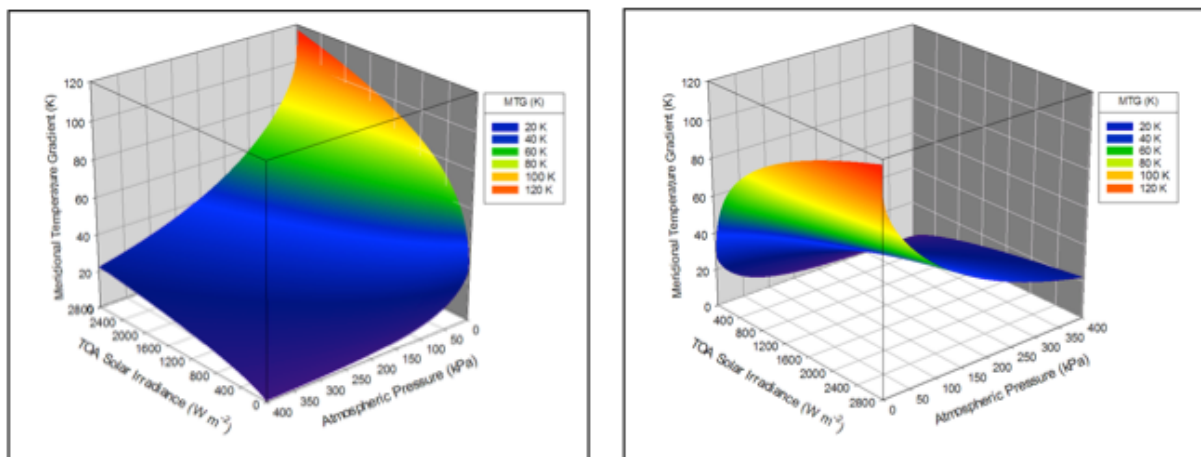 120
100
80
60
40
20
0
Meridional Temperature Gradient (K)
2800
2400
2000
1600
1200
800
400
0
TOA Solar Irradiance (W m-2)
400
350
300
250
200
150
100
50
0
Atmospheric Pressure (kPa)
MTG (K)
20 K
40 K
60 K
80 K
100 K
120 K
120
100
80
60
40
20
0
Meridional Temperature Gradient (K)
400
800
1200
1600
2000
2400
2800
TOA Solar Irradiance (W m-2)
0
50
100
150
200
250
300
350
400
Atmospheric Pressure (kPa)
MTG (K)
20 K
40 K
60 K
80 K
100 K
120 K